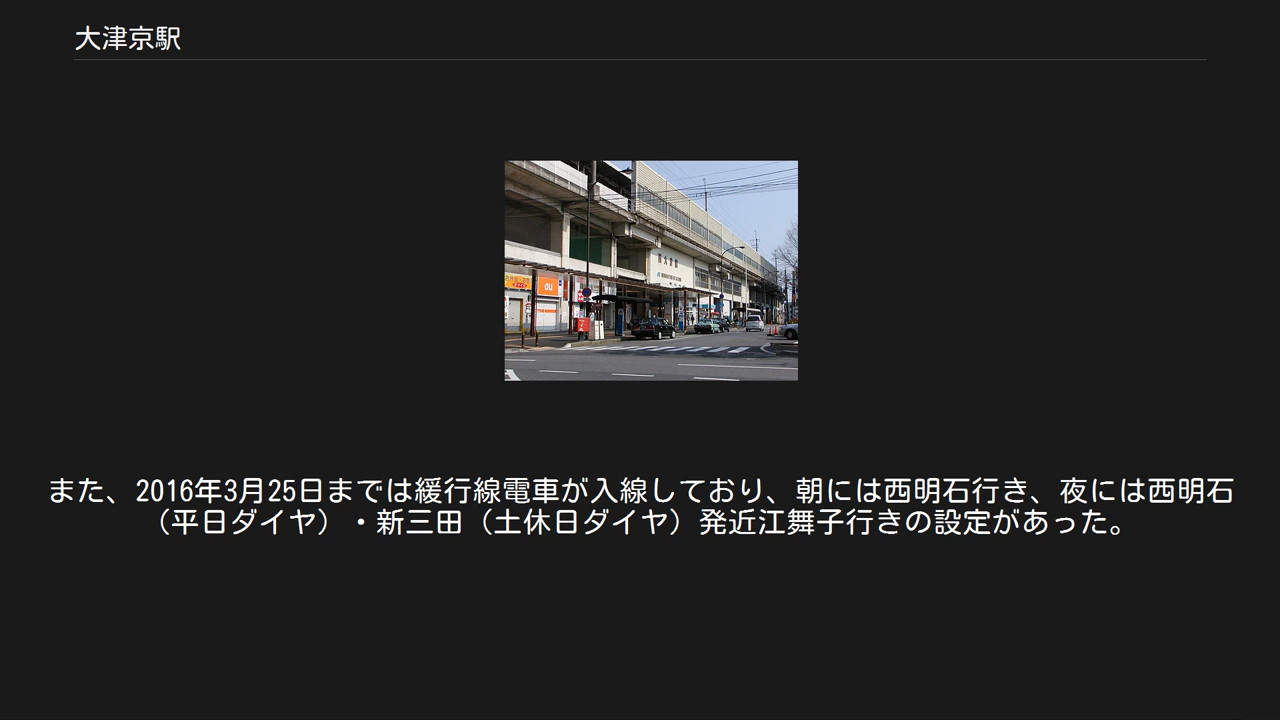 大津京駅
au
また、2016年3月25日までは緩行線電車が入線しており、朝には西明石行き、夜には西明石
（平日ダイヤ）・新三田（土休日ダイヤ）発近江舞子行きの設定があった。